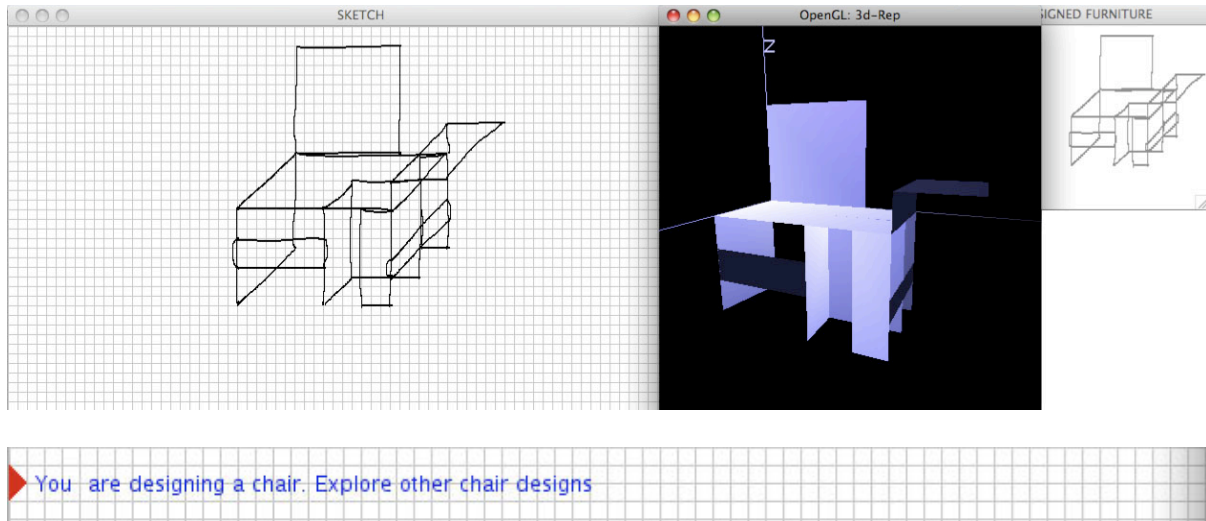 SKETCH
OpenGL: 3d-Rep
SIGNED FURNITURE
Z
You are designing a chair. Explore other chair designs